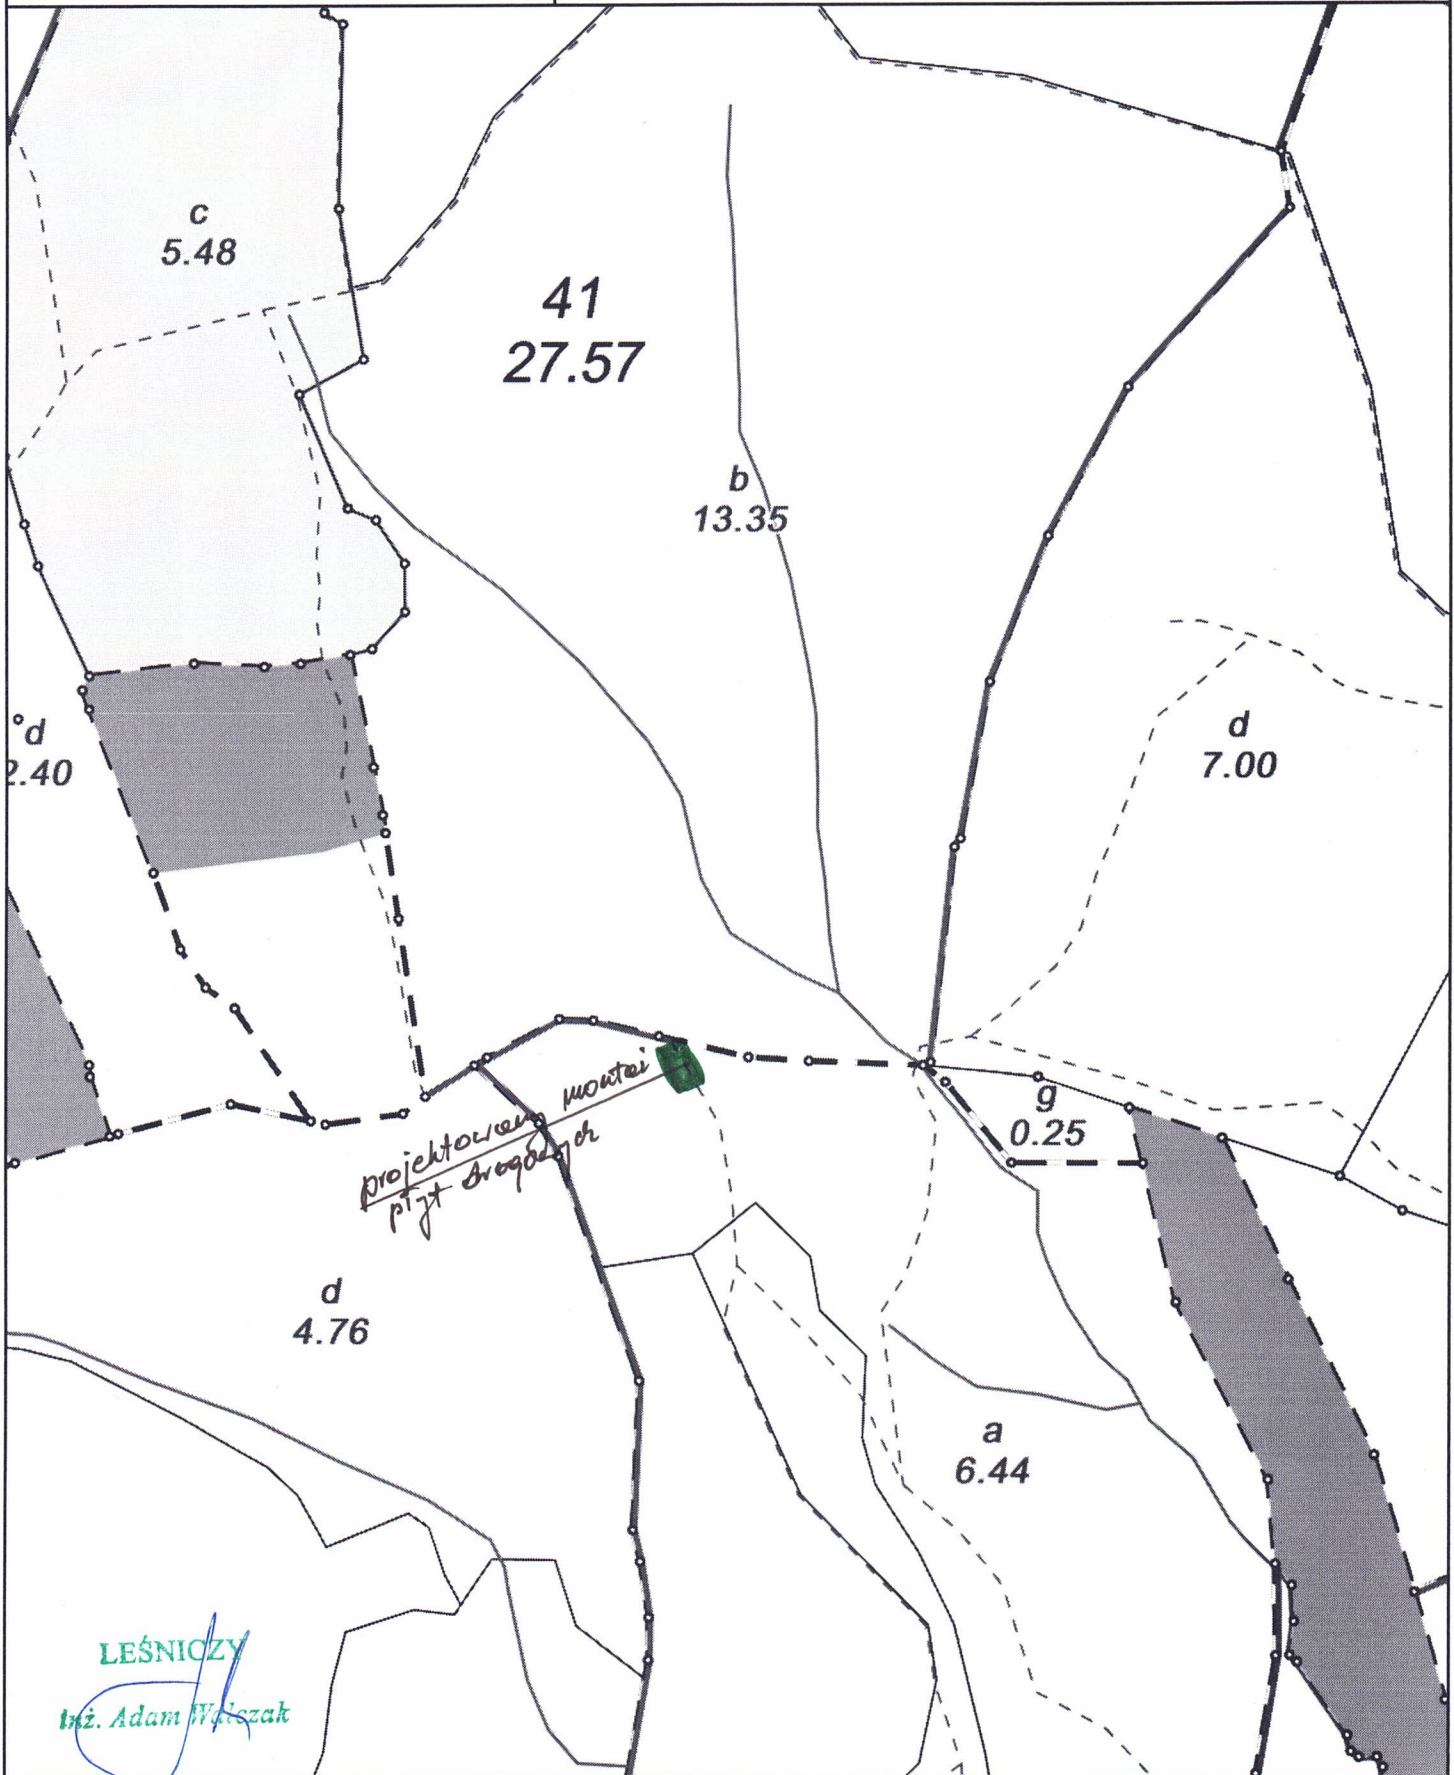 c
5.48
41
27.57
b
13.35
d
2.40
d
7.00
g
0.25
projektowany montaż
płyt drogowych
d
4.76
a
6.44
LEŚNICZY
inż. Adam Walczak